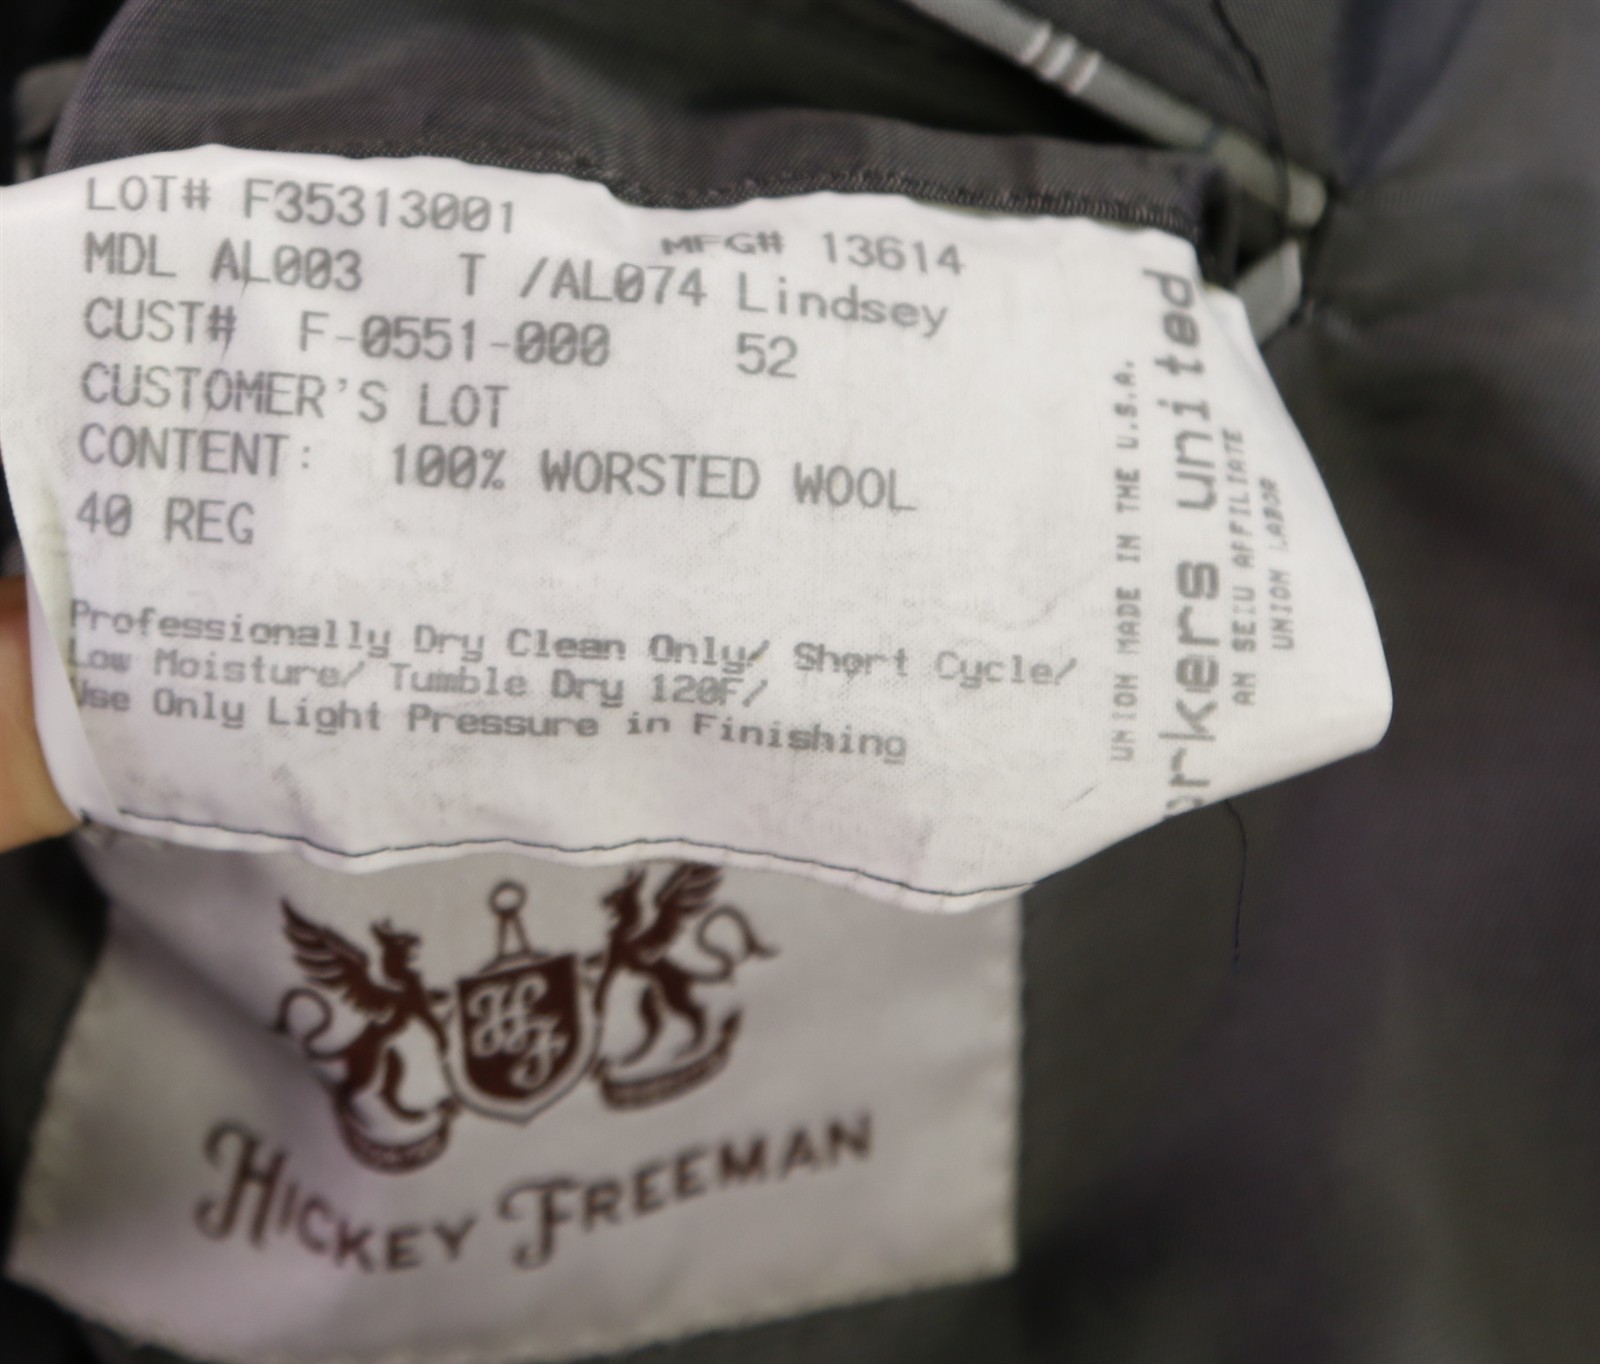 LOT# F35313001
MFG# 13614
MDL AL003 T /AL074 Lindsey
CUST# F-0551-000 52
CUSTOMER'S LOT
CONTENT: 100% WORSTED WOOL
40 REG
Professionally Dry Clean Only/ Short Cycle/
Low Moisture/ Tumble Dry 120F/
Use Only Light Pressure in Finishing
UNION MADE IN THE U.S.A.
orkers united
AN SEIU AFFILIATE
UNION LABOR
HF
HICKEY FREEMAN